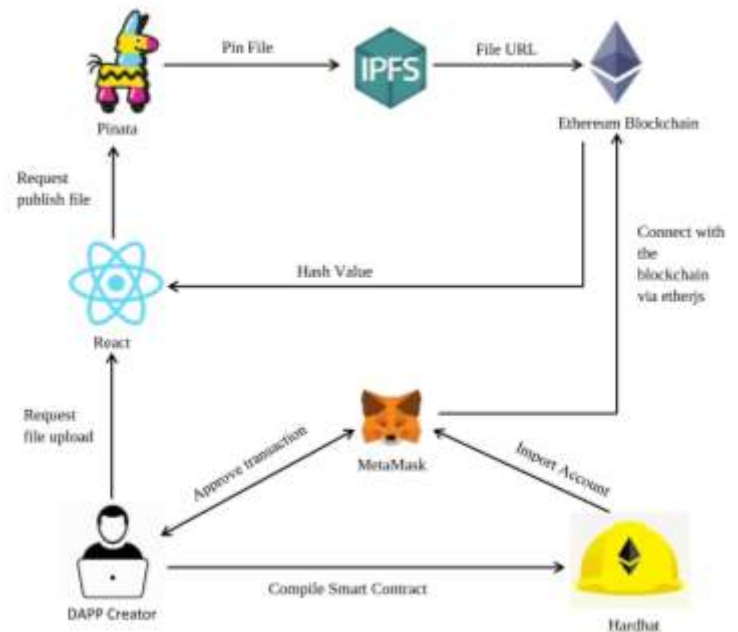 Pin File
IPFS
File URL
Pinata
Ethereum Blockchain
Request
publish file
Connect with
the
blockchain
via etherjs
Hash Value
React
Request
file upload
Approve transaction
MetaMask
Import Account
Compile Smart Contract
DAPP Creator
Hardhat